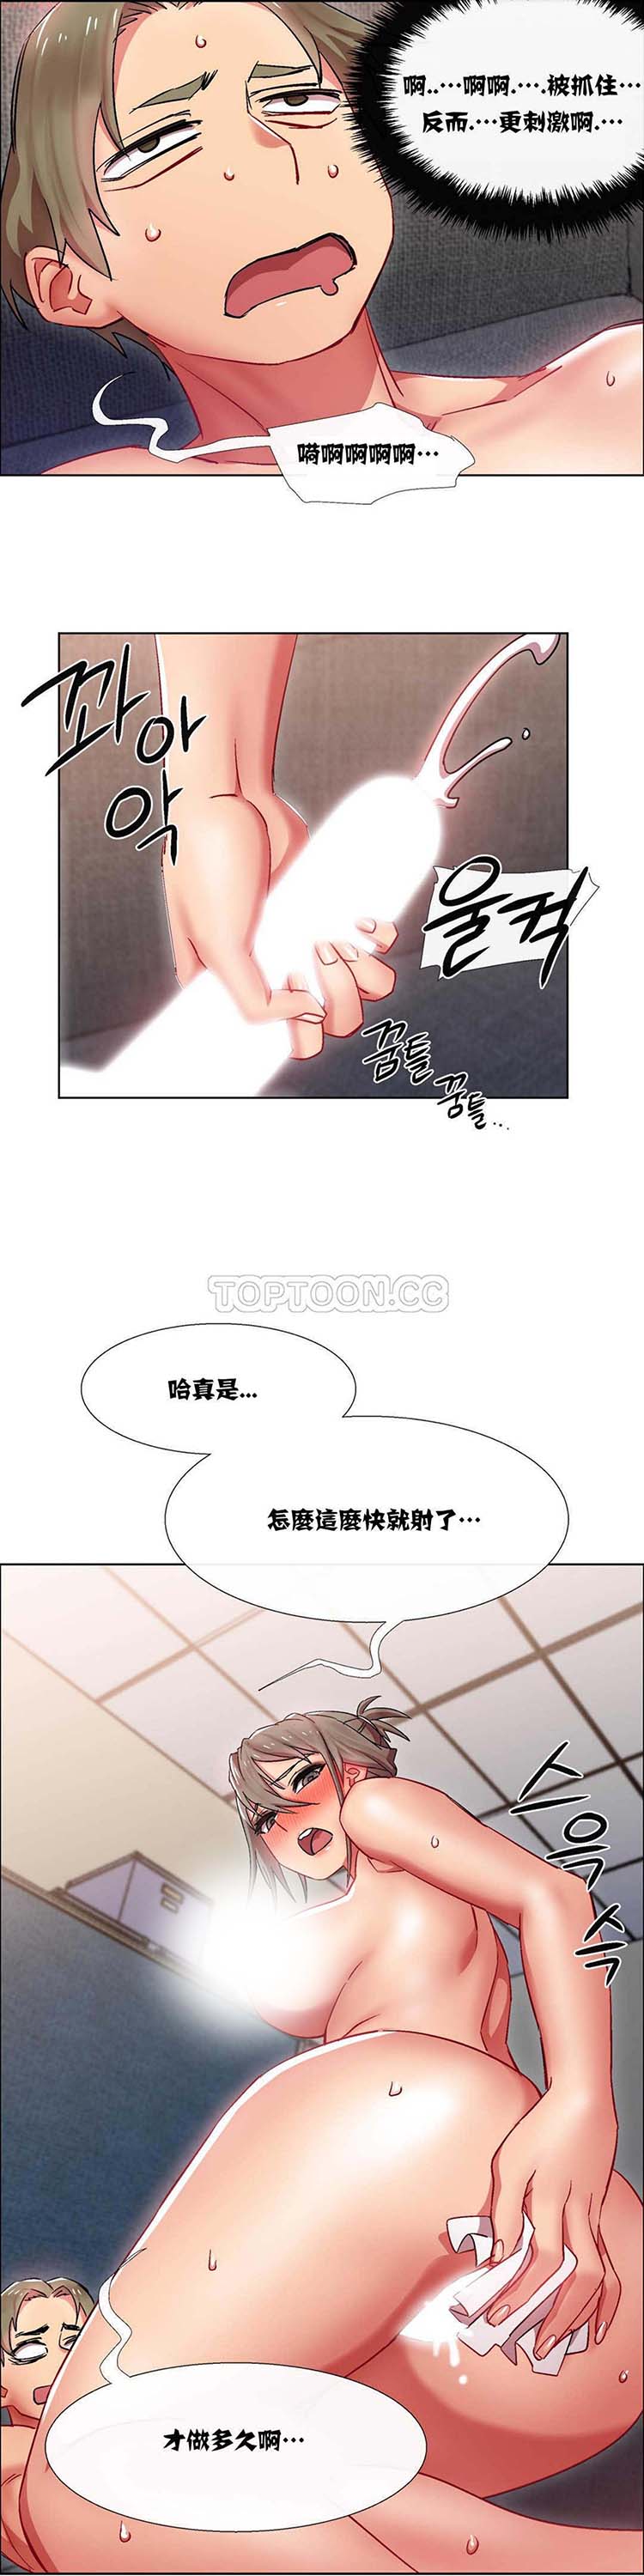 啊..…啊啊….被抓住…
反而.…更刺激啊.…
嗬啊啊啊啊…
꽈아
악
울컥
꿈틀
꿈틀...
TOPTOON.CC
哈真是...
怎麼這麼快就射了…
스윽
슥
才做多久啊…